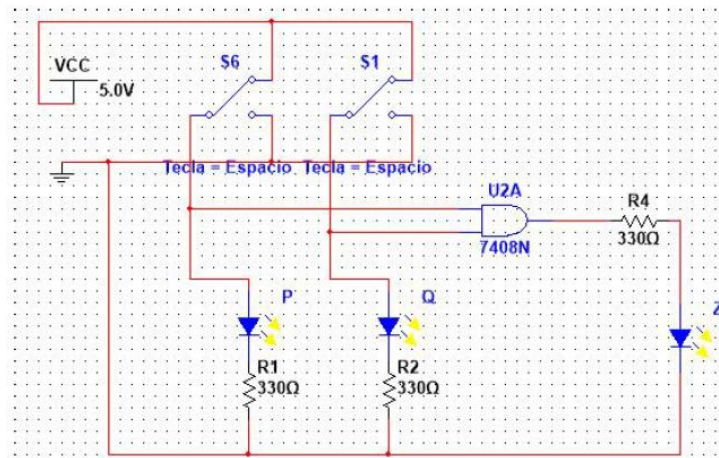 S6
S1
VCC
5.0V
Tecla = Espacio
Tecla = Espacio
U2A
R4
7408N
330Ω
P
Q
Z
R1
R2
330Ω
330Ω